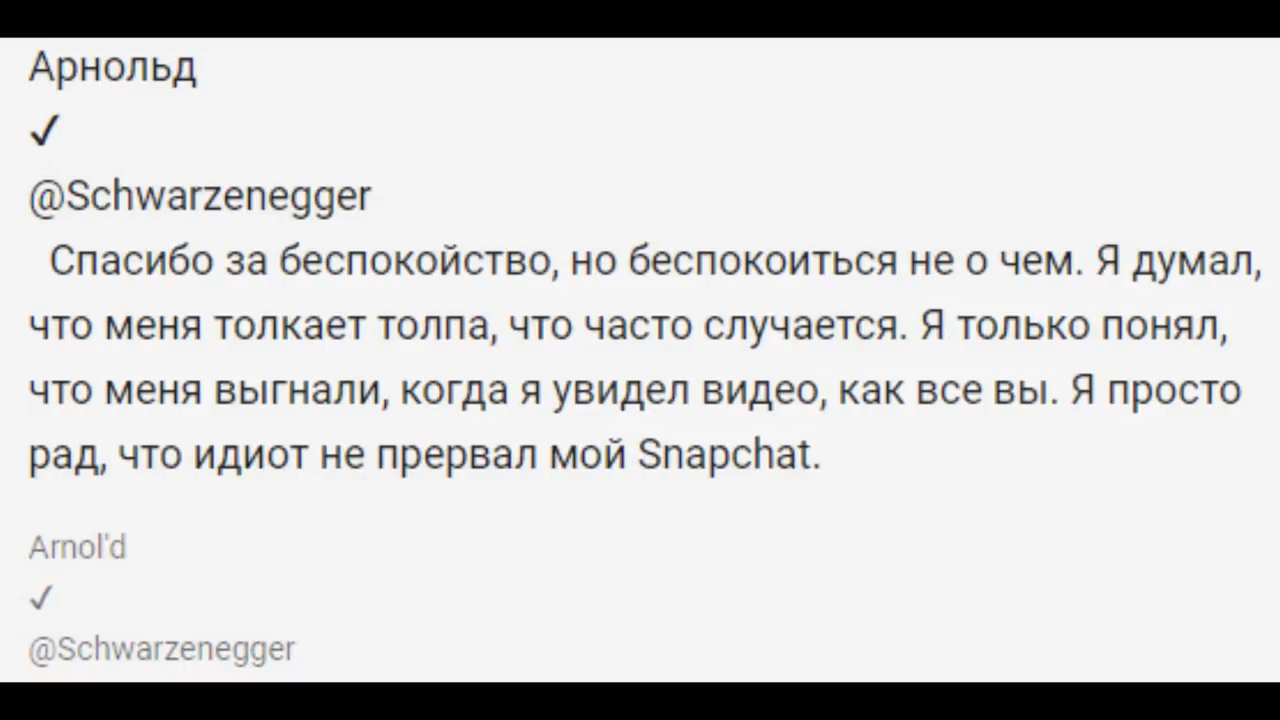 Арнольд
✓
@Schwarzenegger
Спасибо за беспокойство, но беспокоиться не о чем. Я думал,
что меня толкает толпа, что часто случается. Я только понял,
что меня выгнали, когда я увидел видео, как все вы. Я просто
рад, что идиот не прервал мой Snapchat.
Arnol'd
✓
@Schwarzenegger